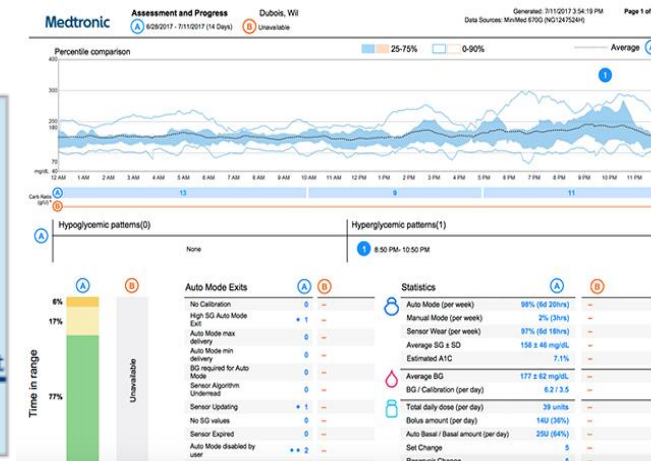 Medtronic
Assessment and Progress
Dubois, Wil
A 6/28/2017 - 7/11/2017 (14 Days)
B Unavailable
Generated: 7/11/2017 3:54:19 PM
Page 1 of
Data Sources: MiniMed 670G (NG1247524H)
Percentile comparison
25-75%
0-90%
Average
A
400
300
200
180
70
mg/dL 40
12 AM 1 AM 2 AM 3 AM 4 AM 5 AM 6 AM 7 AM 8 AM 9 AM 10 AM 11 AM 12 PM 1 PM 2 PM 3 PM 4 PM 5 PM 6 PM 7 PM 8 PM 9 PM 10 PM 11 PM
1
Carb Ratio
(g/U)
A 13 9 11
B
A
Hypoglycemic patterns(0)
None
Hyperglycemic patterns(1)
1 8:50 PM- 10:50 PM
Time in range
A B
6%
17%
77%
Unavailable
Auto Mode Exits A B
No Calibration 0 --
High SG Auto Mode
Exit ♦ 1 --
Auto Mode max
delivery 0 --
Auto Mode min
delivery 0 --
BG required for Auto
Mode 0 --
Sensor Algorithm
Underread 0 --
Sensor Updating ♦ 1 --
No SG values 0 --
Sensor Expired 0 --
Auto Mode disabled by
user ♦♦ 2 --
Statistics A B
Auto Mode (per week) 98% (6d 20hrs) --
Manual Mode (per week) 2% (3hrs) --
Sensor Wear (per week) 97% (6d 18hrs) --
Average SG ± SD 158 ± 46 mg/dL --
Estimated A1C 7.1% --
Average BG 177 ± 62 mg/dL --
BG / Calibration (per day) 6.2 / 3.5 --
Total daily dose (per day) 39 units --
Bolus amount (per day) 14U (36%) --
Auto Basal / Basal amount (per day) 25U (64%) --
Set Change 5 --
Reservoir Change